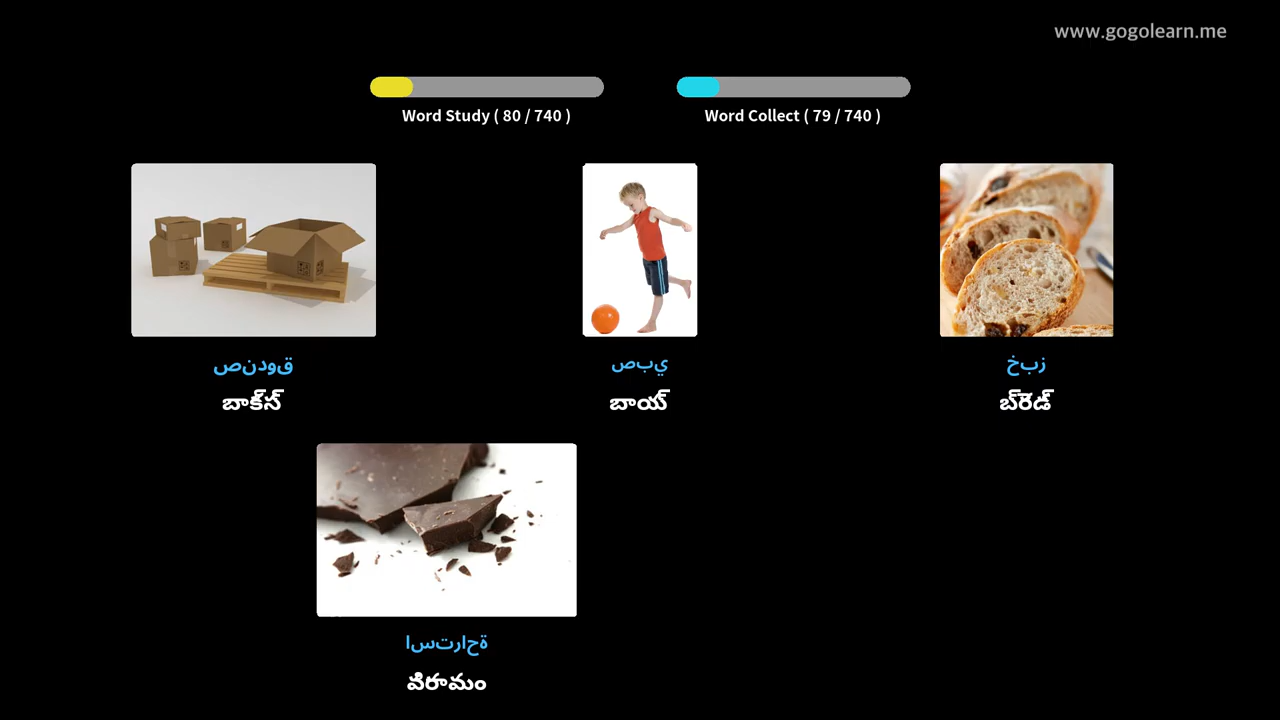 www.gogolearn.me
Word Study ( 80 / 740 )
Word Collect ( 79 / 740 )
صندوق
బాక్స్
صبي
బాయ్
خبز
బ్రెడ్
استراحة
విరామం